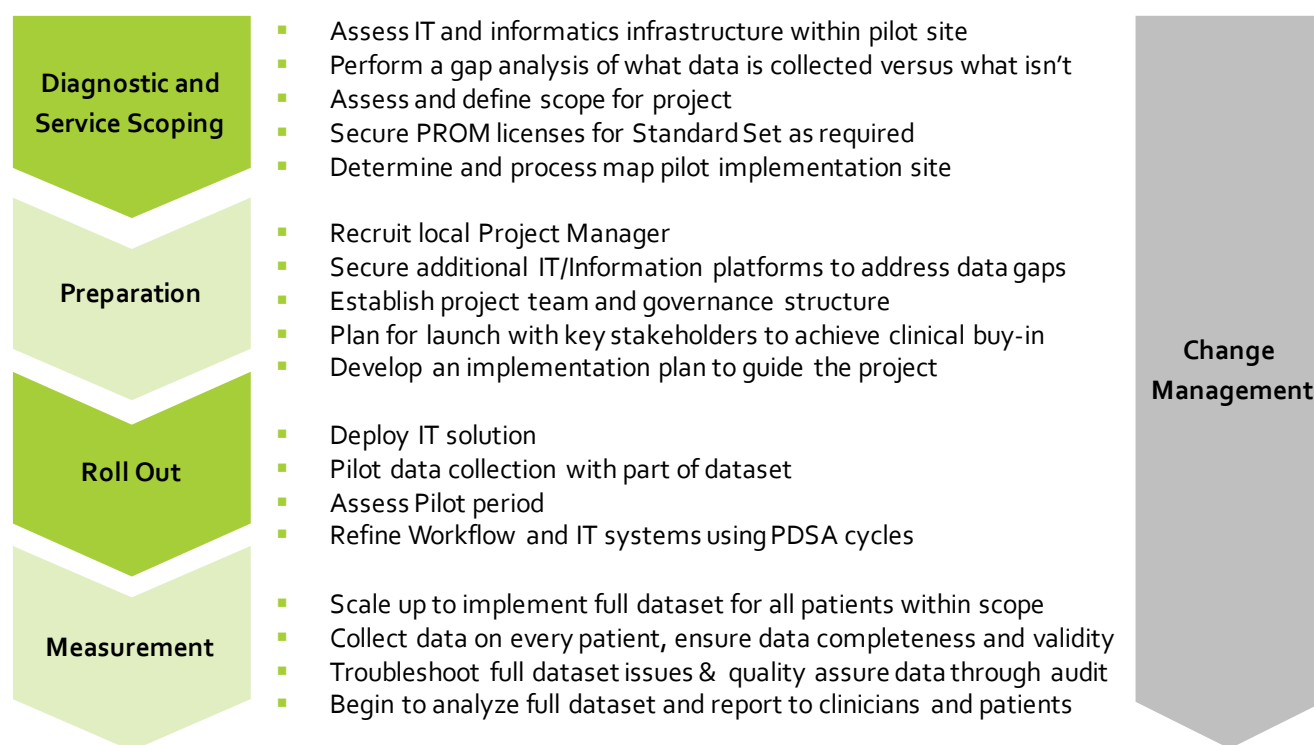 Diagnostic and
Service Scoping
▪ Assess IT and informatics infrastructure within pilot site
▪ Perform a gap analysis of what data is collected versus what isn’t
▪ Assess and define scope for project
▪ Secure PROM licenses for Standard Set as required
▪ Determine and process map pilot implementation site
Preparation
▪ Recruit local Project Manager
▪ Secure additional IT/Information platforms to address data gaps
▪ Establish project team and governance structure
▪ Plan for launch with key stakeholders to achieve clinical buy-in
▪ Develop an implementation plan to guide the project
Roll Out
▪ Deploy IT solution
▪ Pilot data collection with part of dataset
▪ Assess Pilot period
▪ Refine Workflow and IT systems using PDSA cycles
Measurement
▪ Scale up to implement full dataset for all patients within scope
▪ Collect data on every patient, ensure data completeness and validity
▪ Troubleshoot full dataset issues & quality assure data through audit
▪ Begin to analyze full dataset and report to clinicians and patients
Change
Management